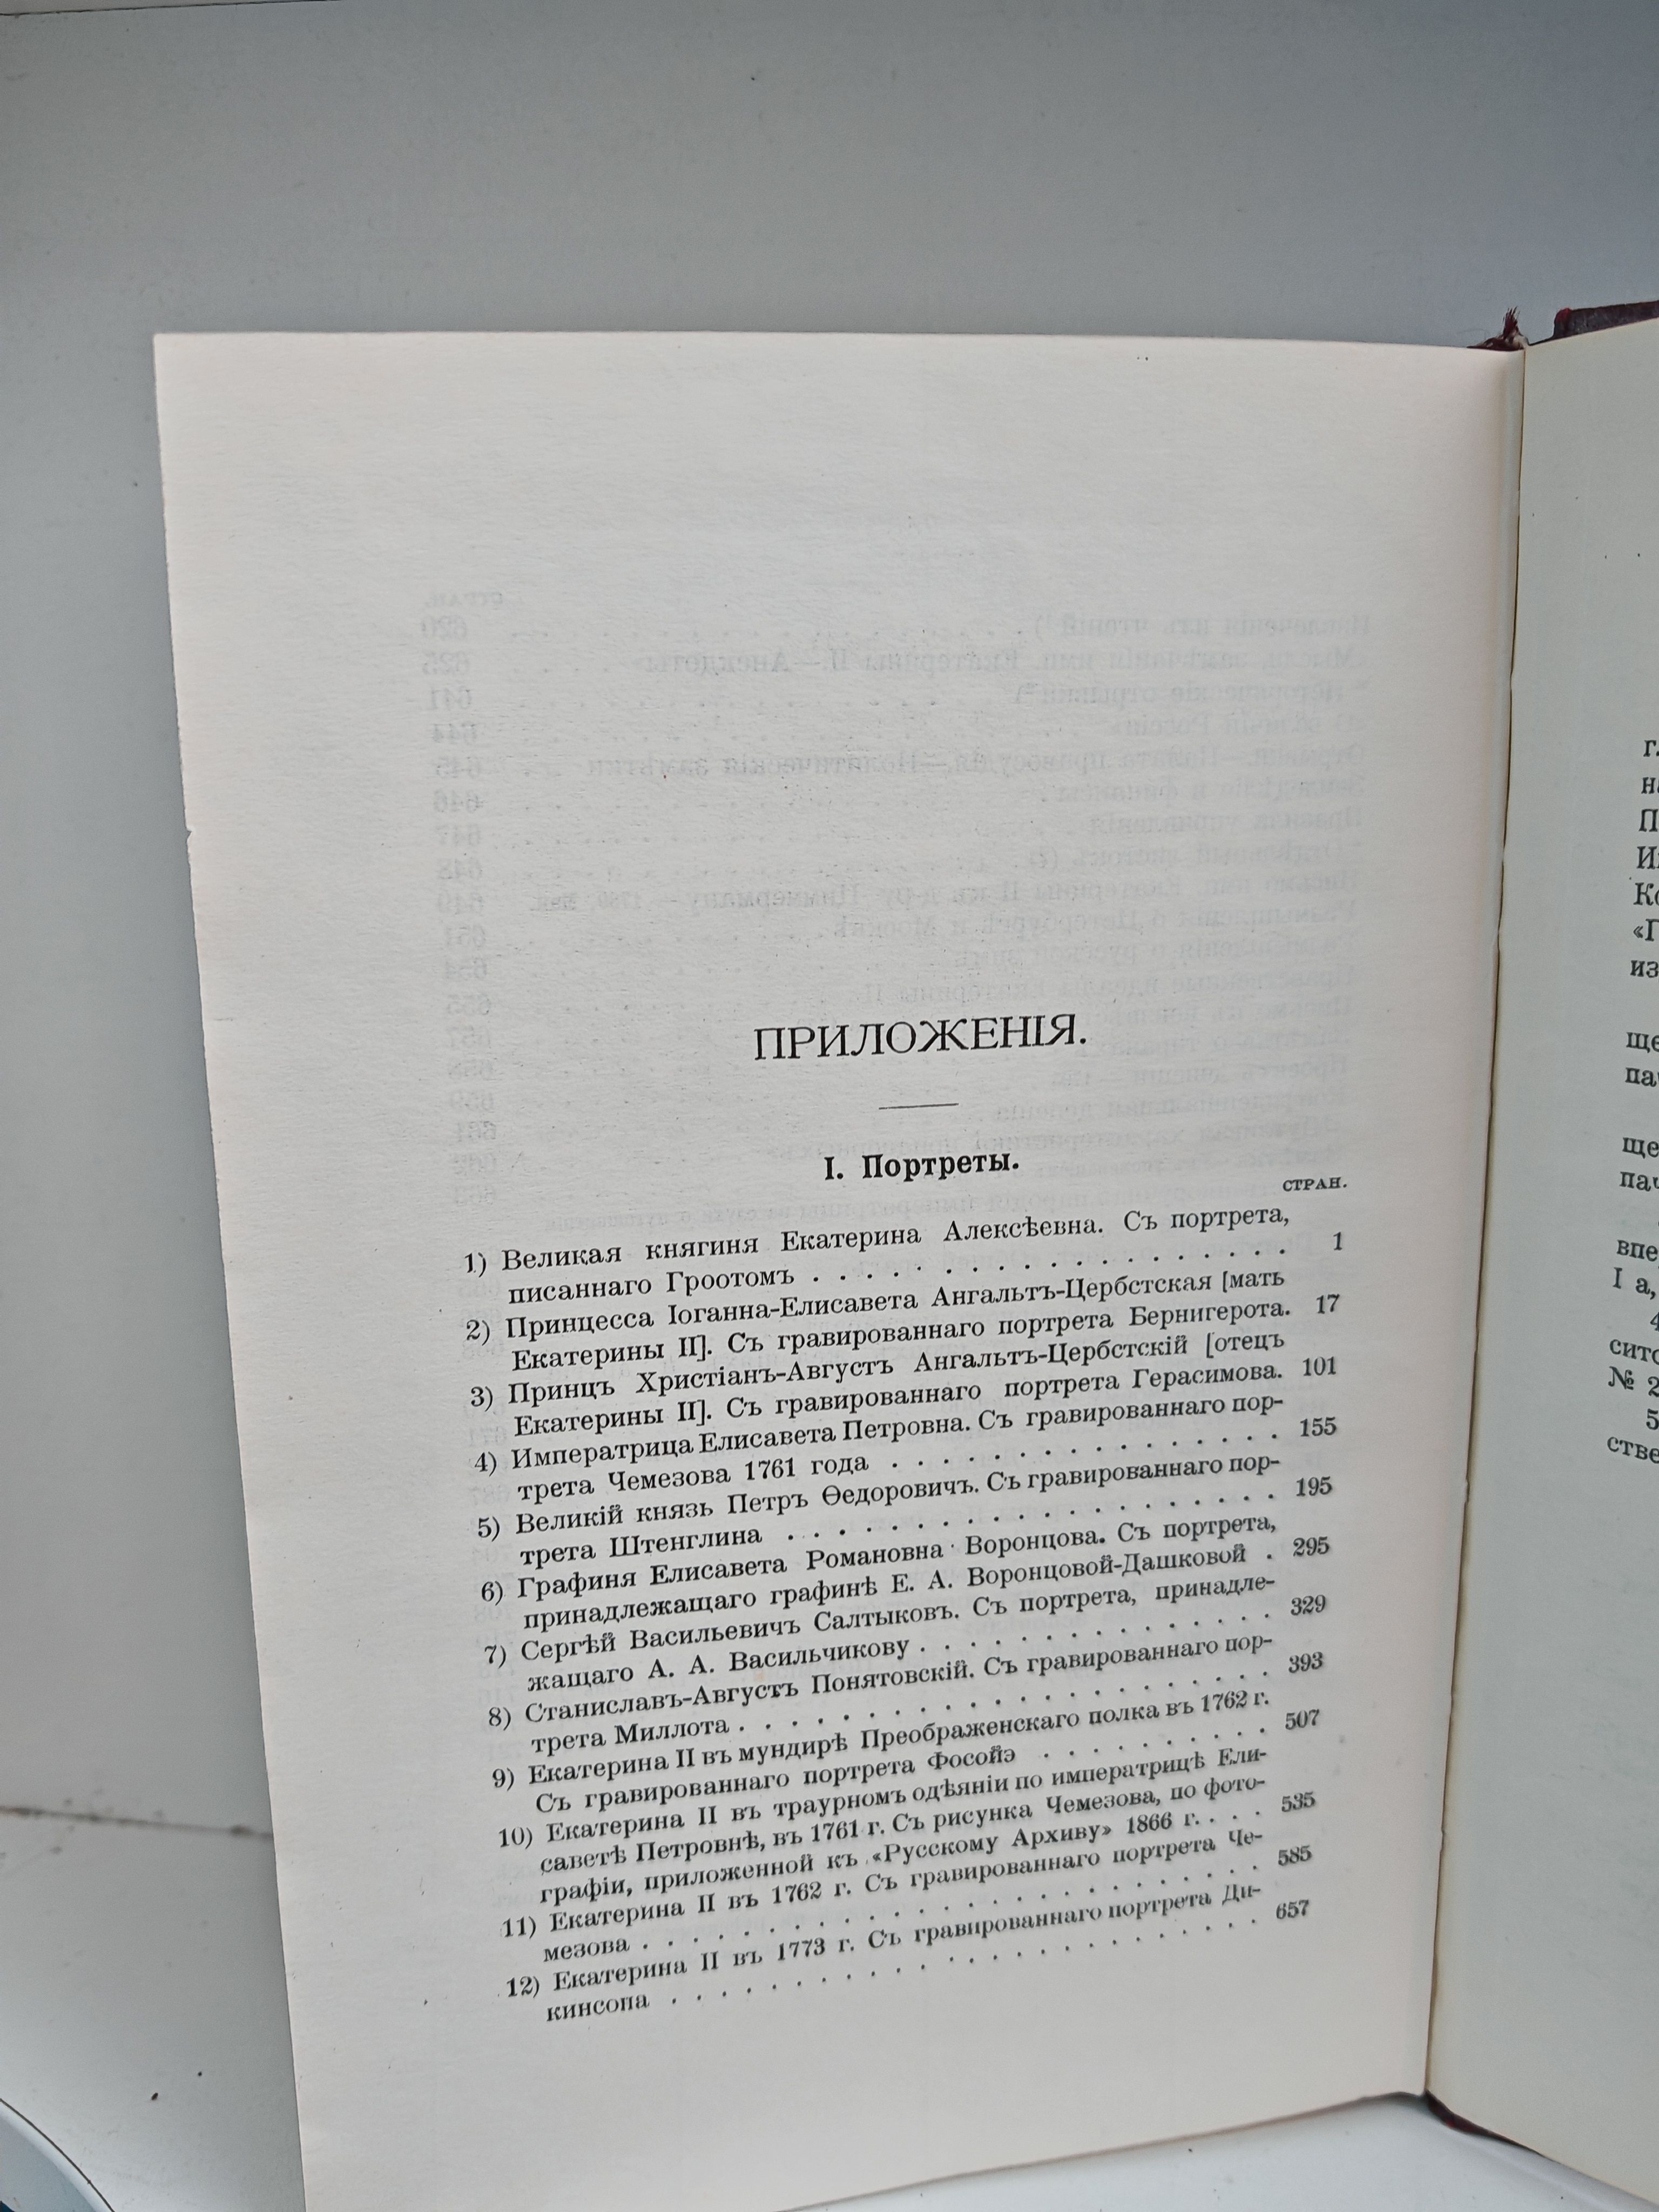 ПРИЛОЖЕНІЯ.
I. Портреты.
СТРАН.
1) Великая княгиня Екатерина Алексѣевна. Съ портрета,
писаннаго Гроотомъ . . . . . . . . . . . . . . . . . . 1
2) Принцесса Іоганна-Елисавета Ангальтъ-Цербстская [мать
Екатерины II]. Съ гравированнаго портрета Бернигерота. 17
3) Принцъ Христіанъ-Августъ Ангальтъ-Цербстскій [отецъ
Екатерины II]. Съ гравированнаго портрета Герасимова. 101
4) Императрица Елисавета Петровна. Съ гравированнаго пор-
трета Чемезова 1761 года . . . . . . . . . . . . . . . 155
5) Великій князь Петръ Ѳедоровичъ. Съ гравированнаго пор-
трета Штенглина . . . . . . . . . . . . . . . . . . . 195
6) Графиня Елисавета Романовна Воронцова. Съ портрета,
принадлежащаго графинѣ Е. А. Воронцовой-Дашковой . 295
7) Сергѣй Васильевичъ Салтыковъ. Съ портрета, принадле-
жащаго А. А. Васильчикову . . . . . . . . . . . . . . 329
8) Станиславъ-Августъ Понятовскій. Съ гравированнаго пор-
трета Миллота . . . . . . . . . . . . . . . . . . . . 393
9) Екатерина II въ мундирѣ Преображенскаго полка въ 1762 г.
Съ гравированнаго портрета Фосойэ . . . . . . . . . 507
10) Екатерина II въ траурномъ одѣяніи по императрицѣ Ели-
саветѣ Петровнѣ, въ 1761 г. Съ рисунка Чемезова, по фото-
графіи, приложенной къ «Русскому Архиву» 1866 г. . . . 535
11) Екатерина II въ 1762 г. Съ гравированнаго портрета Че-
мезова . . . . . . . . . . . . . . . . . . . . . . . 585
12) Екатерина II въ 1773 г. Съ гравированнаго портрета Ди-
кинсона . . . . . . . . . . . . . . . . . . . . . . 657